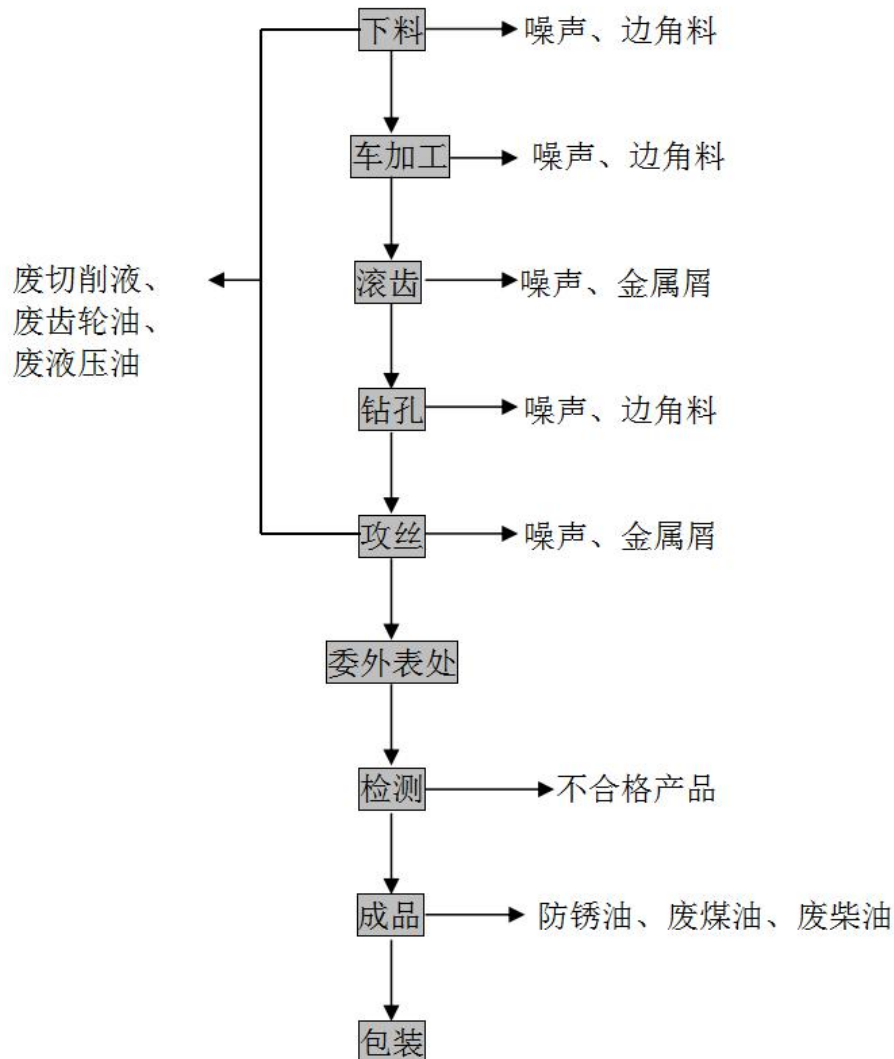 下料
噪声、边角料
车加工
噪声、边角料
废切削液、
废齿轮油、
废液压油
滚齿
噪声、金属屑
钻孔
噪声、边角料
攻丝
噪声、金属屑
委外表处
检测
不合格产品
成品
防锈油、废煤油、废柴油
包装